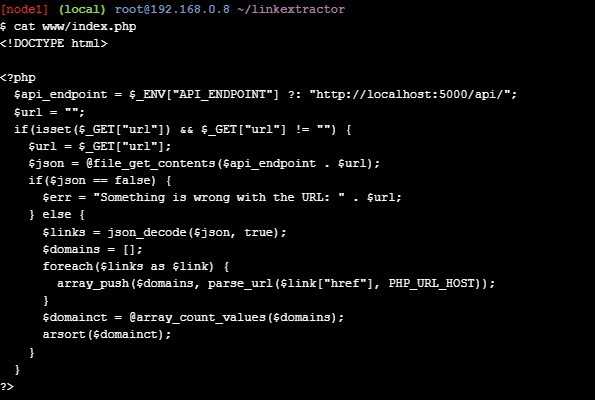 [node1] (local) root@192.168.0.8 ~/linkextractor
$ cat www/index.php
<!DOCTYPE html>

<?php
  $api_endpoint = $_ENV["API_ENDPOINT"] ?: "http://localhost:5000/api/";
  $url = "";
  if(isset($_GET["url"]) && $_GET["url"] != "") {
    $url = $_GET["url"];
    $json = @file_get_contents($api_endpoint . $url);
    if($json == false) {
      $err = "Something is wrong with the URL: " . $url;
    } else {
      $links = json_decode($json, true);
      $domains = [];
      foreach($links as $link) {
        array_push($domains, parse_url($link["href"], PHP_URL_HOST));
      }
      $domainct = @array_count_values($domains);
      arsort($domainct);
    }
  }
?>